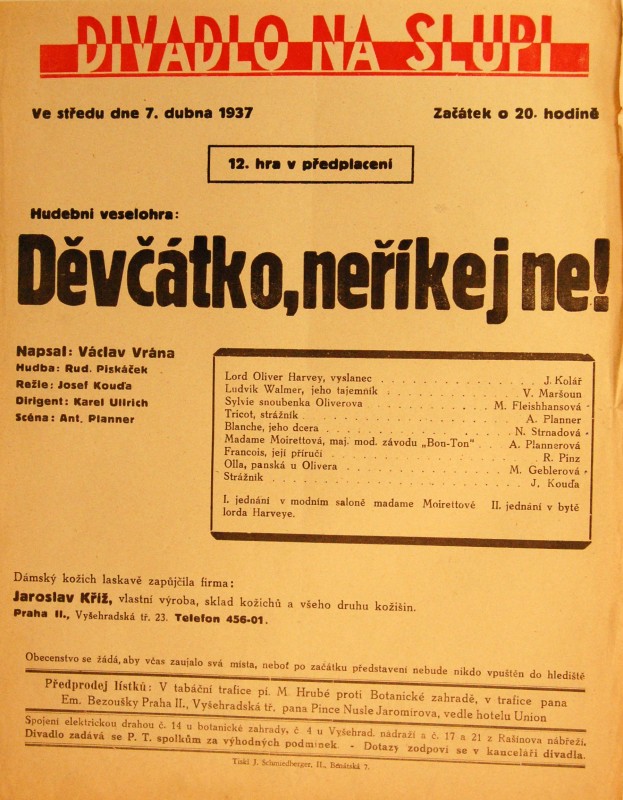 DIVADLO NA SLUPI
Ve středu dne 7. dubna 1937 Začátek o 20. hodině
12. hra v předplacení
Hudební veselohra:
Děvčátko, neříkej ne!
Napsal: Václav Vrána
Hudba: Rud. Piskáček
Režie: Josef Kouďa
Dirigent: Karel Ullrich
Scéna: Ant. Planner
Lord Oliver Harvey, vyslanec . . . . . . . . . . . . . . . J. Kolář
Ludvik Walmer, jeho tajemník . . . . . . . . . . . . . . V. Maršoun
Sylvie snoubenka Oliverova . . . . . . . . . . . M. Fleishhansová
Tricot, strážník . . . . . . . . . . . . . . . . . . . . A. Planner
Blanche, jeho dcera . . . . . . . . . . . . . . . . N. Strnadová
Madame Moirettová, maj. mod. závodu „Bon-Ton" . . A. Plannerová
Francois, její příručí . . . . . . . . . . . . . . . . . . R. Pinz
Olla, panská u Olivera . . . . . . . . . . . . . . M. Geblerová
Strážník . . . . . . . . . . . . . . . . . . . . . . . J. Kouďa
I. jednání v modním saloně madame Moirettové II. jednání v bytě
lorda Harveye.
Dámský kožich laskavě zapůjčila firma:
Jaroslav Kříž, vlastní výroba, sklad kožichů a všeho druhu kožišin.
Praha II., Vyšehradská tř. 23. Telefon 456-01.
Obecenstvo se žádá, aby včas zaujalo svá místa, neboť po začátku představení nebude nikdo vpuštěn do hlediště
Předprodej lístků: V tabáční trafice pí. M. Hrubé proti Botanické zahradě, v trafice pana
Em. Bezoušky Praha II., Vyšehradská tř. pana Pince Nusle Jaromírova, vedle hotelu Union
Spojení elektrickou drahou č. 14 u botanické zahrady, č. 4 u Vyšehrad. nádraží a č. 17 a 21 z Rašínova nábřeží.
Divadlo zadává se P. T. spolkům za výhodných podmínek. - Dotazy zodpoví se v kanceláři divadla.
Tiskl J. Schmiedberger, II., Benátská 7.